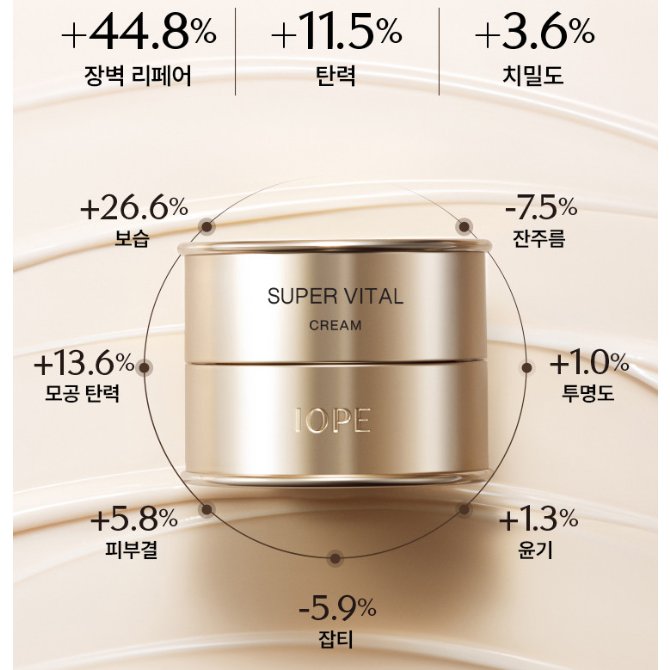 +44.8%
장벽 리페어
+11.5%
탄력
+3.6%
치밀도
+26.6%
보습
-7.5%
잔주름
SUPER VITAL
CREAM
+13.6%
모공 탄력
+1.0%
투명도
IOPE
+5.8%
피부결
+1.3%
윤기
-5.9%
잡티